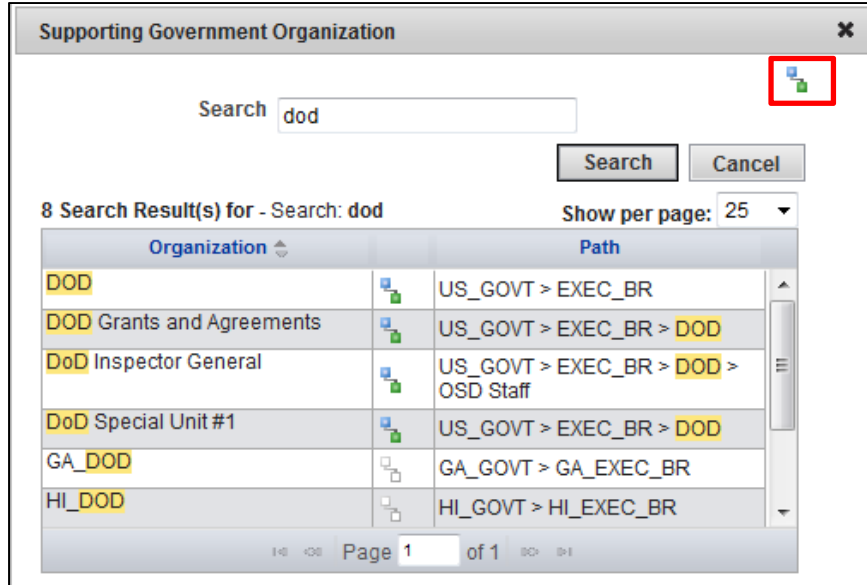 Supporting Government Organization
Search dod
Search Cancel
8 Search Result(s) for - Search: dod Show per page: 25
Organization Path
DOD US_GOVT > EXEC_BR
DOD Grants and Agreements US_GOVT > EXEC_BR > DOD
DoD Inspector General US_GOVT > EXEC_BR > DOD >
OSD Staff
DoD Special Unit #1 US_GOVT > EXEC_BR > DOD
GA_DOD GA_GOVT > GA_EXEC_BR
HI_DOD HI_GOVT > HI_EXEC_BR
Page 1 of 1